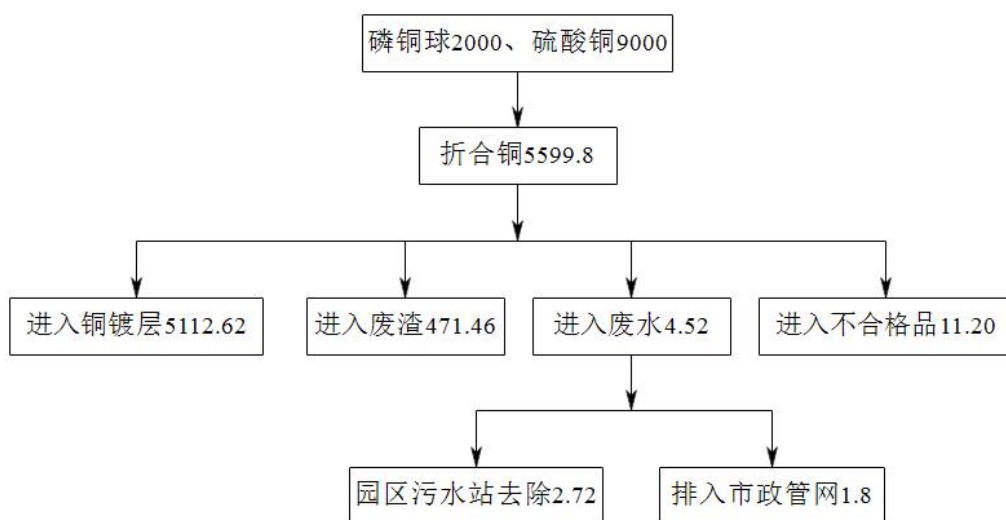 磷铜球2000、硫酸铜9000
折合铜5599.8
进入铜镀层5112.62
进入废渣471.46
进入废水4.52
进入不合格品11.20
园区污水站去除2.72
排入市政管网1.8